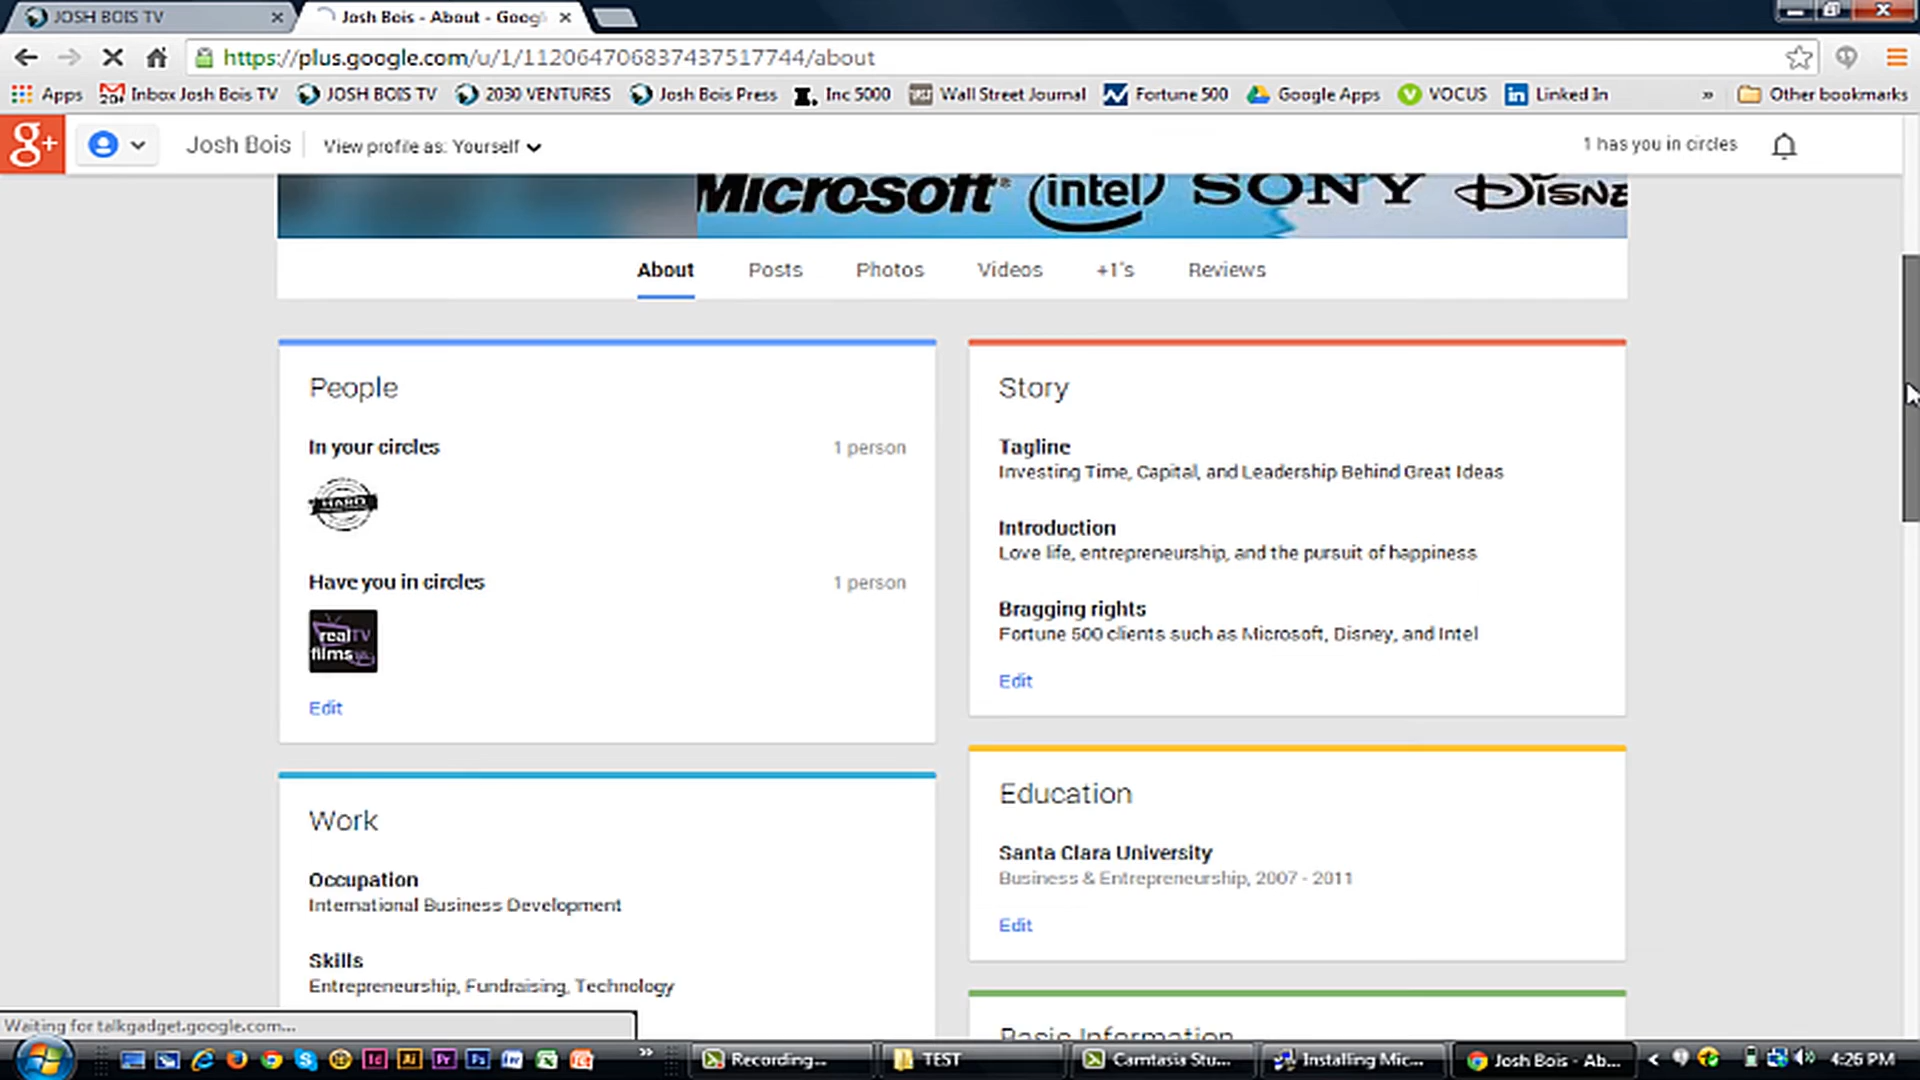 JOSH BOIS TV
Josh Bois - About - Goog
https://plus.google.com/u/1/112064706837437517744/about
Apps Inbox Josh Bois TV JOSH BOIS TV 2030 VENTURES Josh Bois Press Inc 5000 Wall Street Journal Fortune 500 Google Apps VOCUS Linked In » Other bookmarks
g+ Josh Bois View profile as: Yourself 1 has you in circles
Microsoft® intel SONY DISNE
About Posts Photos Videos +1's Reviews
People
In your circles 1 person
HARD
Have you in circles 1 person
realTV
films
Edit
Story
Tagline
Investing Time, Capital, and Leadership Behind Great Ideas
Introduction
Love life, entrepreneurship, and the pursuit of happiness
Bragging rights
Fortune 500 clients such as Microsoft, Disney, and Intel
Edit
Work
Occupation
International Business Development
Skills
Entrepreneurship, Fundraising, Technology
Education
Santa Clara University
Business & Entrepreneurship, 2007 - 2011
Edit
Basic Information
Waiting for talkgadget.google.com...
Recording... TEST Camtasia Stu... Installing Mic... Josh Bois - Ab... 4:26 PM